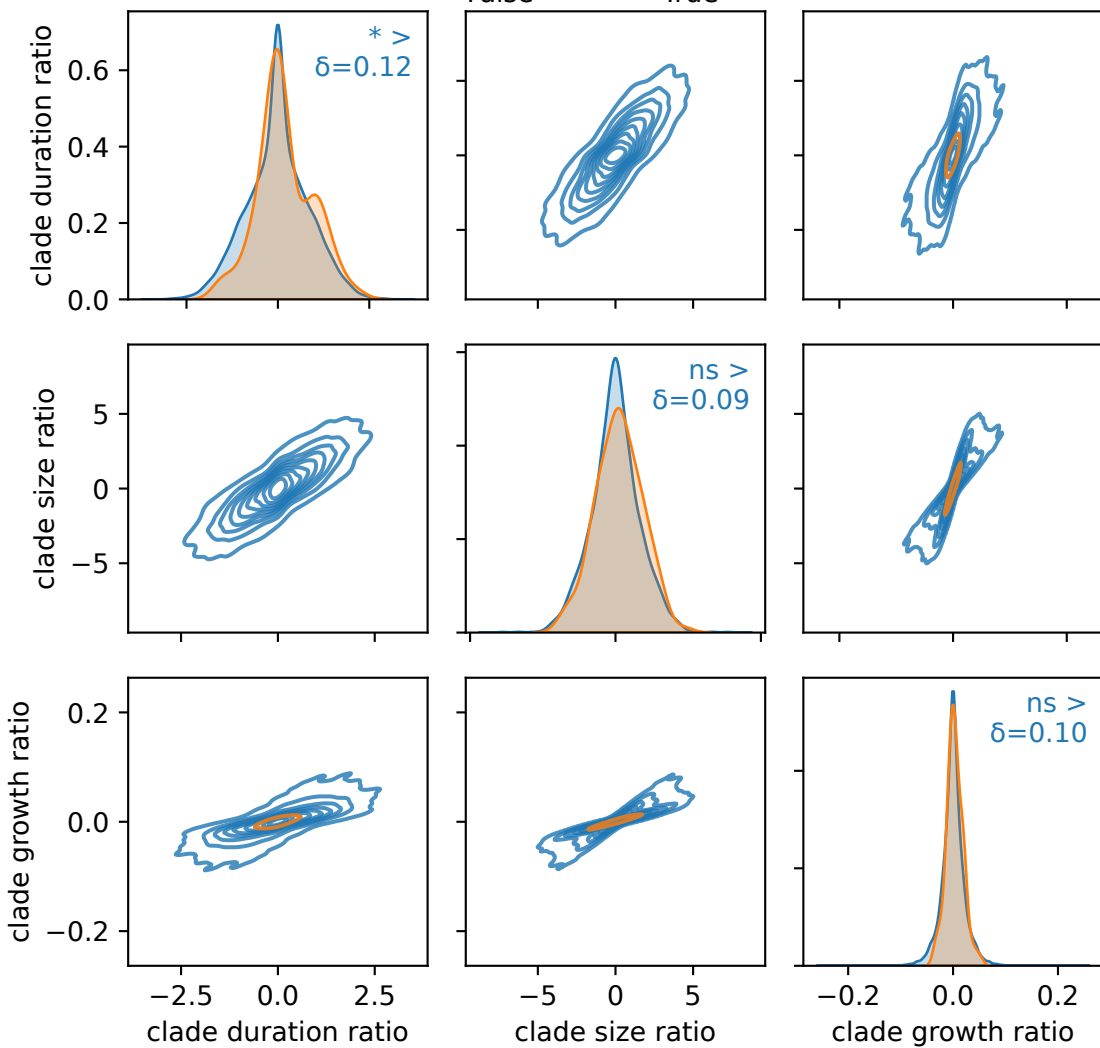 clade duration ratio
0.6
0.4
0.2
0.0
* >
δ=0.12
clade size ratio
5
0
−5
ns >
δ=0.09
clade growth ratio
0.2
0.0
−0.2
ns >
δ=0.10
−2.5 0.0 2.5
−5 0 5
−0.2 0.0 0.2
clade duration ratio
clade size ratio
clade growth ratio